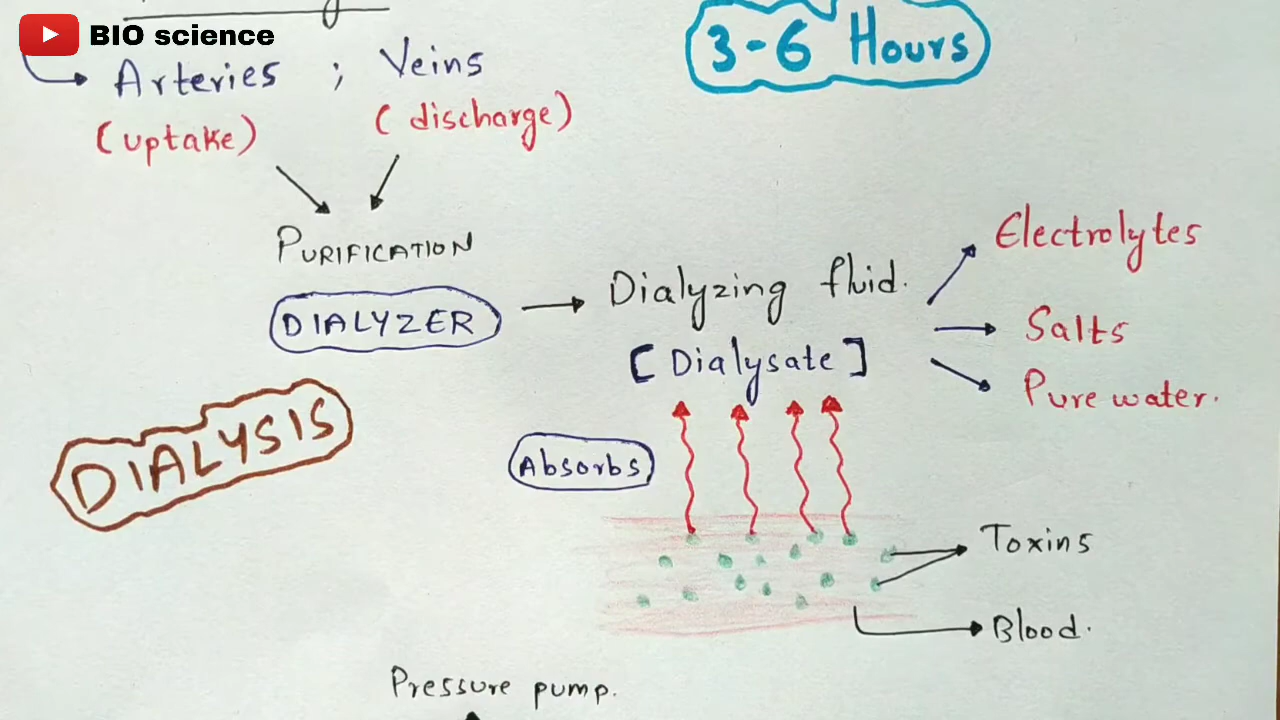 BIO science
3-6 Hours
Arteries ; Veins
(uptake) (discharge)
PURIFICATION
DIALYZER
Dialyzing fluid.
[Dialysate]
Electrolytes
Salts
Pure water.
DIALYSIS
Absorbs
Toxins
Blood.
Pressure pump.